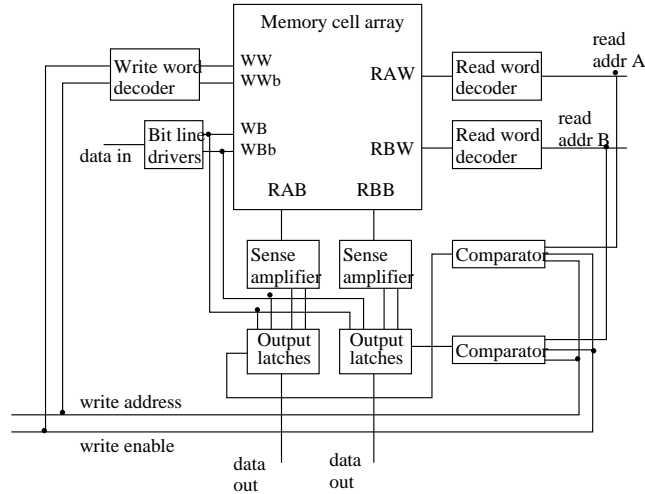 Memory cell array
read
addr A
Write word
decoder
WW
WWb
RAW
Read word
decoder
read
addr B
Bit line
drivers
WB
WBb
RBW
Read word
decoder
data in
RAB
RBB
Sense
amplifier
Sense
amplifier
Comparator
Output
latches
Output
latches
Comparator
write address
write enable
data
out
data
out